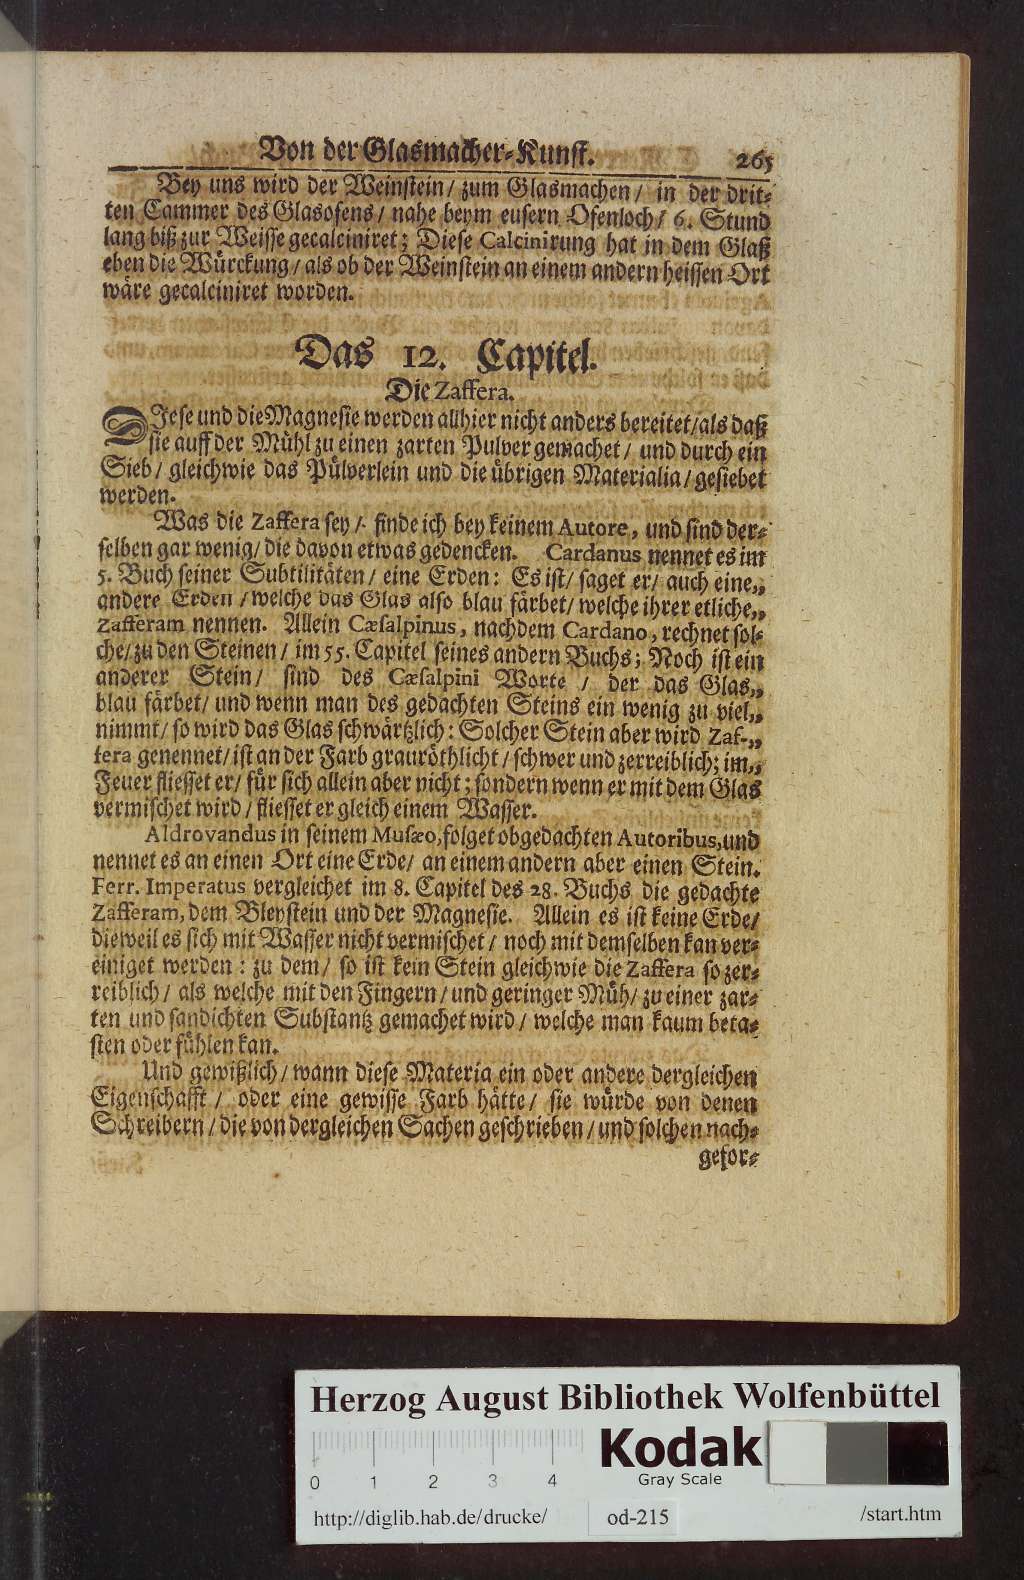 Von der Glasmacher-Kunst. 265
Bey uns wird der Weinstein/ zum Glasmachen/ in der drit-
ten Cammer des Glasofens/ nahe beym eusern Ofenloch/ 6. Stund
lang biß zur Weisse gecalciniret; Diese Calcinirung hat in dem Glaß
eben die Würckung/ als ob der Weinstein an einem andern heissen Ort
wäre gecalciniret worden.
Das 12. Capitel.
Die Zaffera.
DIese und die Magnesie werden allhier nicht anders bereitet/ als daß
sie auff der Mühl zu einen zarten Pulver gemachet/ und durch ein
Sieb/ gleichwie das Pülverlein und die übrigen Materialia/ gesiebet
werden.
Was die Zaffera sey/ finde ich bey keinem Autore, und sind der-
selben gar wenig/ die davon etwas gedencken. Cardanus nennet es im
5. Buch seiner Subtilitäten/ eine Erden: Es ist/ saget er/ auch eine„
andere Erden/ welche das Glas also blau färbet/ welche ihrer etliche„
Zafferam nennen. Allein Cæsalpinus, nachdem Cardano, rechnet sol-
che/ zu den Steinen/ im 55. Capitel seines andern Buchs; Noch ist ein
anderer Stein/ sind des Cæsalpini Worte/ der das Glas„
blau färbet/ und wenn man des gedachten Steins ein wenig zu viel„
nimmt/ so wird das Glas schwärtzlich: Solcher Stein aber wird Zaf-„
fera genennet/ ist an der Farb grauröthlicht/ schwer und zerreiblich; im„
Feuer fliesset er/ für sich allein aber nicht; sondern wenn er mit dem Glas
vermischet wird/ fliesset er gleich einem Wasser.
Aldrovandus in seinem Musæo, folget obgedachten Autoribus, und
nennet es an einen Ort eine Erde/ an einem andern aber einen Stein.
Ferr. Imperatus vergleichet im 8. Capitel des 28. Buchs die gedachte
Zafferam, dem Bleystein und der Magnesie. Allein es ist keine Erde/
dieweil es sich mit Wasser nicht vermischet/ noch mit demselben kan ver-
einiget werden: zu dem/ so ist kein Stein gleichwie die Zaffera so zer-
reiblich/ als welche mit den Fingern/ und geringer Müh/ zu einer zar-
ten und sandichten Substantz gemachet wird/ welche man kaum beta-
sten oder fühlen kan.
Und gewißlich/ wann diese Materia ein oder andere dergleichen
Eigenschafft/ oder eine gewisse Farb hätte/ sie würde von denen
Schreibern/ die von dergleichen Sachen geschrieben/ und solchen nach-
gefor-
Herzog August Bibliothek Wolfenbüttel
Kodak
Gray Scale
0 1 2 3 4
http://diglib.hab.de/drucke/ od-215 /start.htm